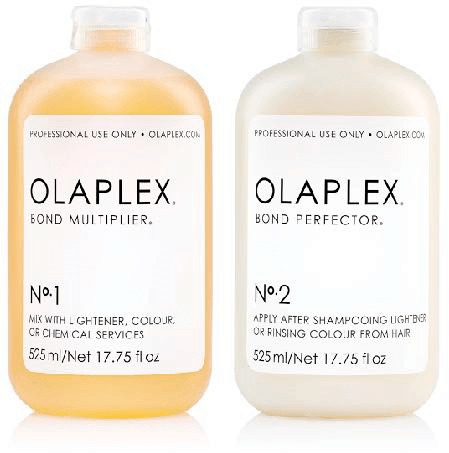 PROFESSIONAL USE ONLY • OLAPLEX.COM
OLAPLEX®
BOND MULTIPLIER®
Nº.1
MIX WITH LIGHTENER, COLOUR,
OR CHEMICAL SERVICES
525 ml/Net 17.75 fl oz
PROFESSIONAL USE ONLY • OLAPLEX.COM
OLAPLEX®
BOND PERFECTOR®
Nº.2
APPLY AFTER SHAMPOOING LIGHTENER
OR RINSING COLOUR FROM HAIR
525 ml/Net 17.75 fl oz